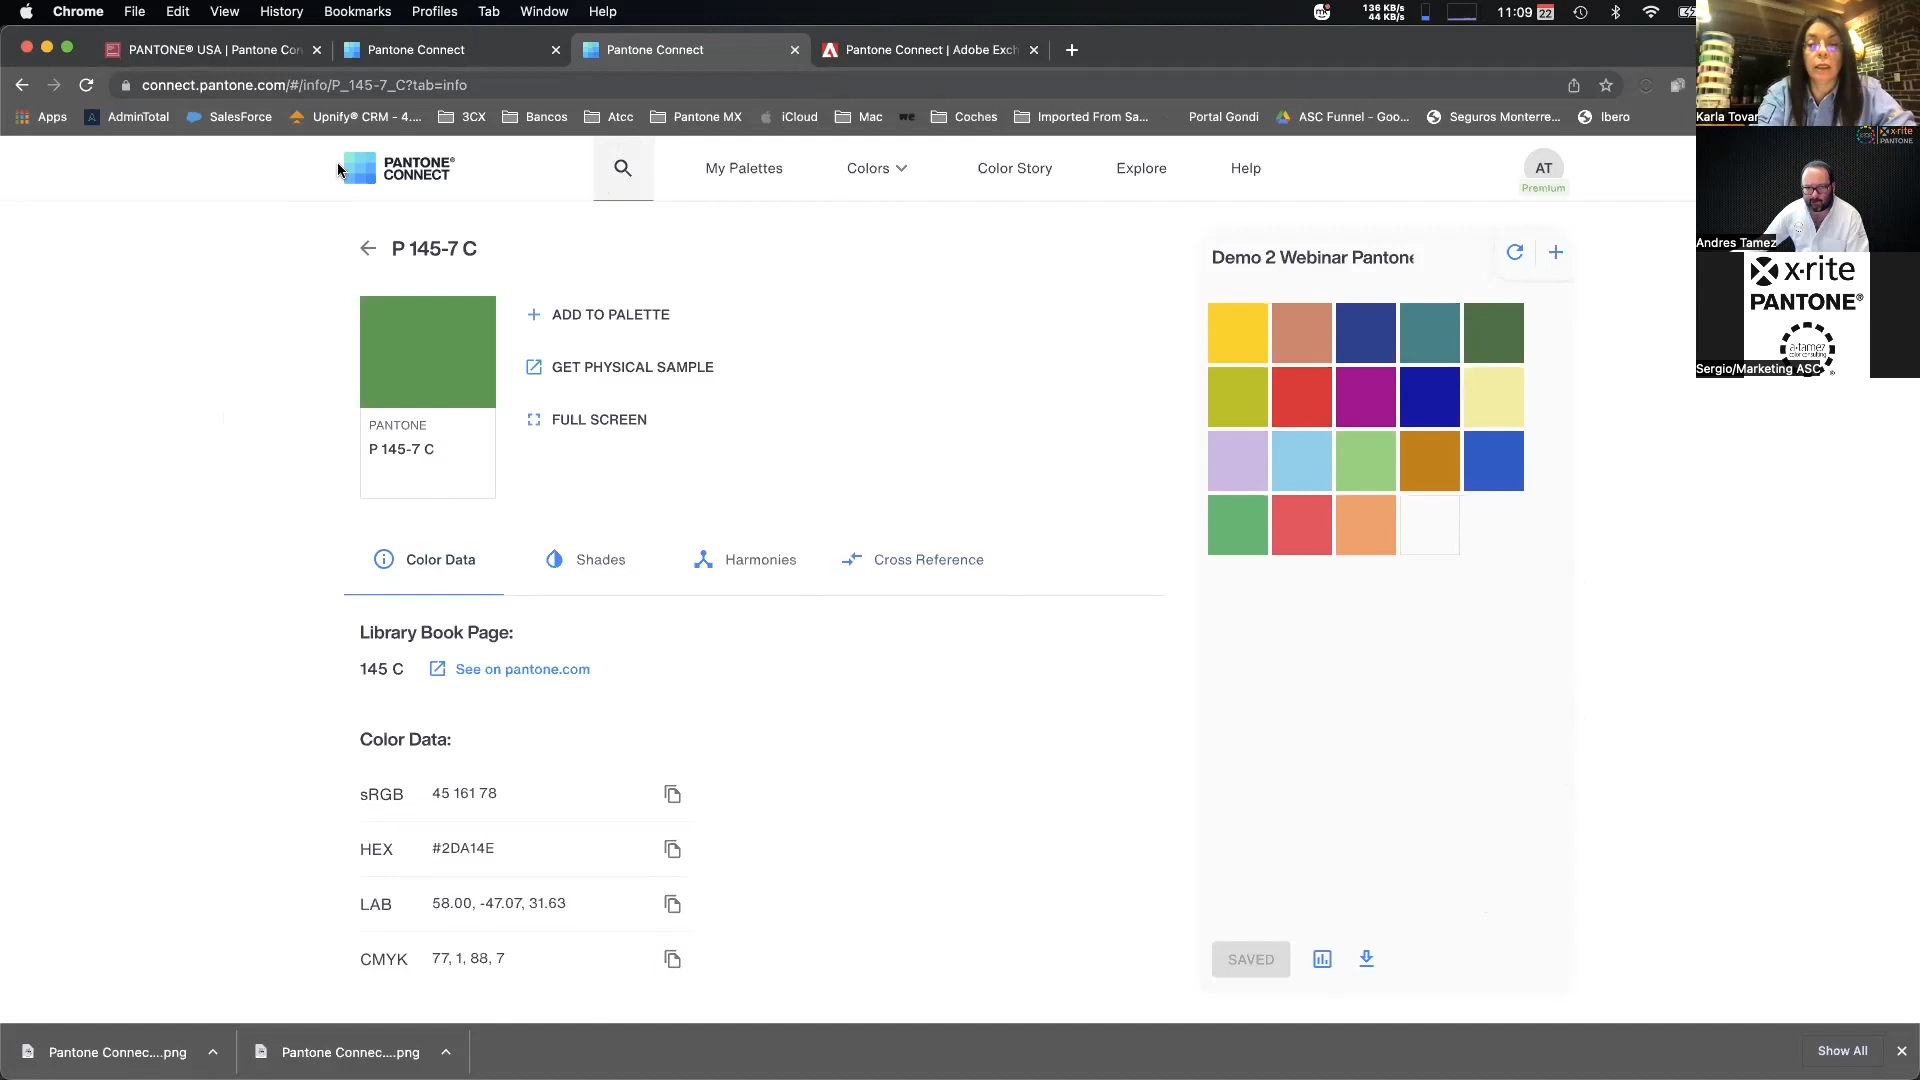 Chrome File Edit View History Bookmarks Profiles Tab Window Help
136 KB/s
44 KB/s
11:09 22
PANTONE® USA | Pantone Con
Pantone Connect
Pantone Connect
Pantone Connect | Adobe Exch
connect.pantone.com/#/info/P_145-7_C?tab=info
Apps AdminTotal SalesForce Upnify® CRM - 4.... 3CX Bancos Atcc Pantone MX iCloud Mac we Coches Imported From Sa... Portal Gondi ASC Funnel - Goo... Seguros Monterre... Ibero
PANTONE®
CONNECT
My Palettes Colors Color Story Explore Help
AT
Premium
P 145-7 C
ADD TO PALETTE
GET PHYSICAL SAMPLE
FULL SCREEN
PANTONE
P 145-7 C
Color Data Shades Harmonies Cross Reference
Library Book Page:
145 C See on pantone.com
Color Data:
sRGB 45 161 78
HEX #2DA14E
LAB 58.00, -47.07, 31.63
CMYK 77, 1, 88, 7
Demo 2 Webinar Pantone
SAVED
Karla Tovar
x-rite
PANTONE
Andres Tamez
x-rite
PANTONE®
a·tamez
color consulting
Sergio/Marketing ASC
Pantone Connec....png
Pantone Connec....png
Show All